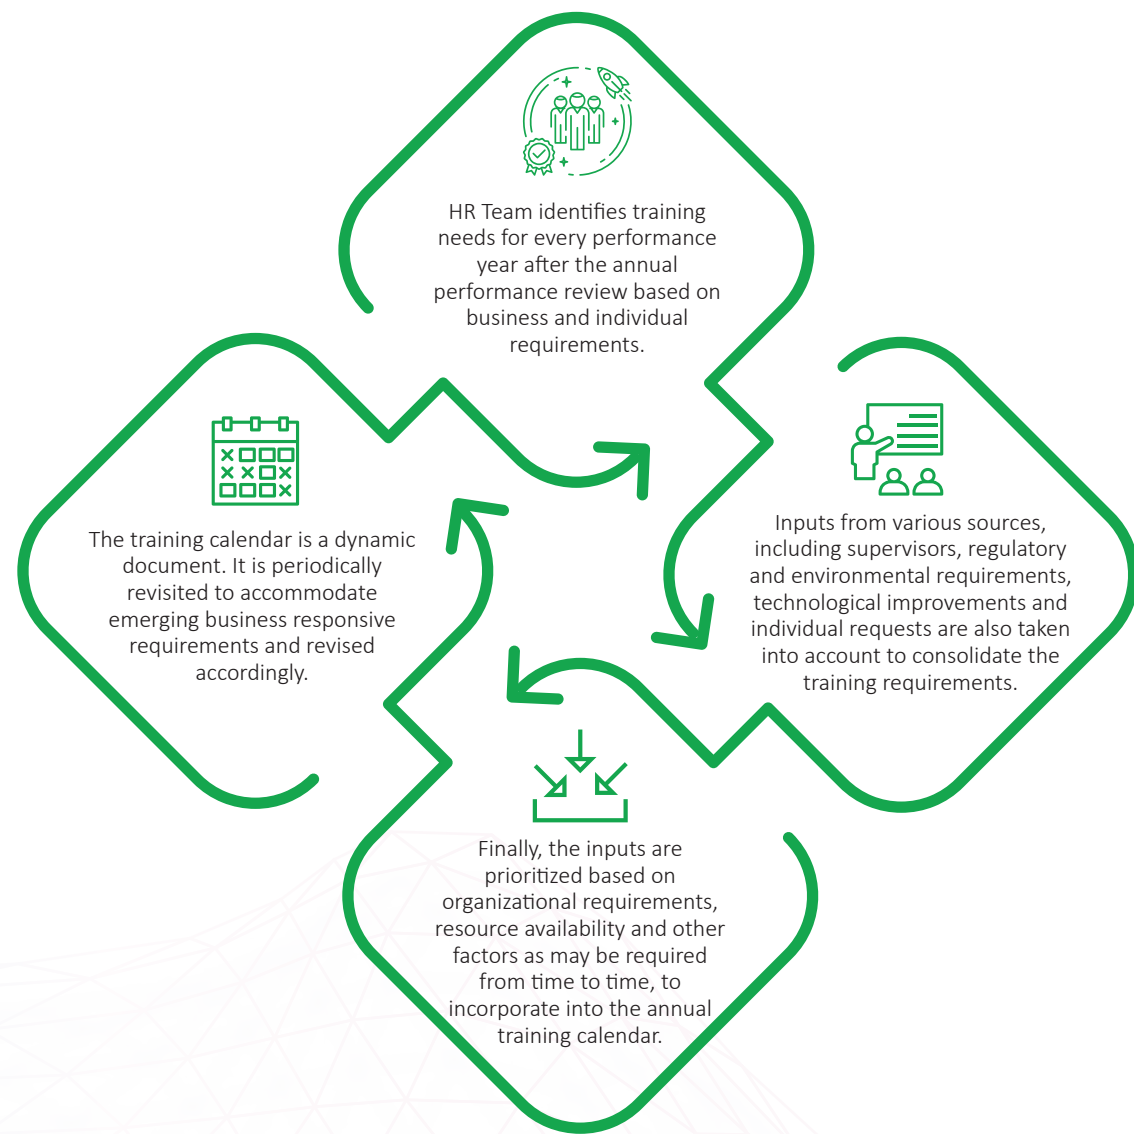 HR Team identifies training
needs for every performance
year after the annual
performance review based on
business and individual
requirements.
Inputs from various sources,
including supervisors, regulatory
and environmental requirements,
technological improvements and
individual requests are also taken
into account to consolidate the
training requirements.
Finally, the inputs are
prioritized based on
organizational requirements,
resource availability and other
factors as may be required
from time to time, to
incorporate into the annual
training calendar.
The training calendar is a dynamic
document. It is periodically
revisited to accommodate
emerging business responsive
requirements and revised
accordingly.